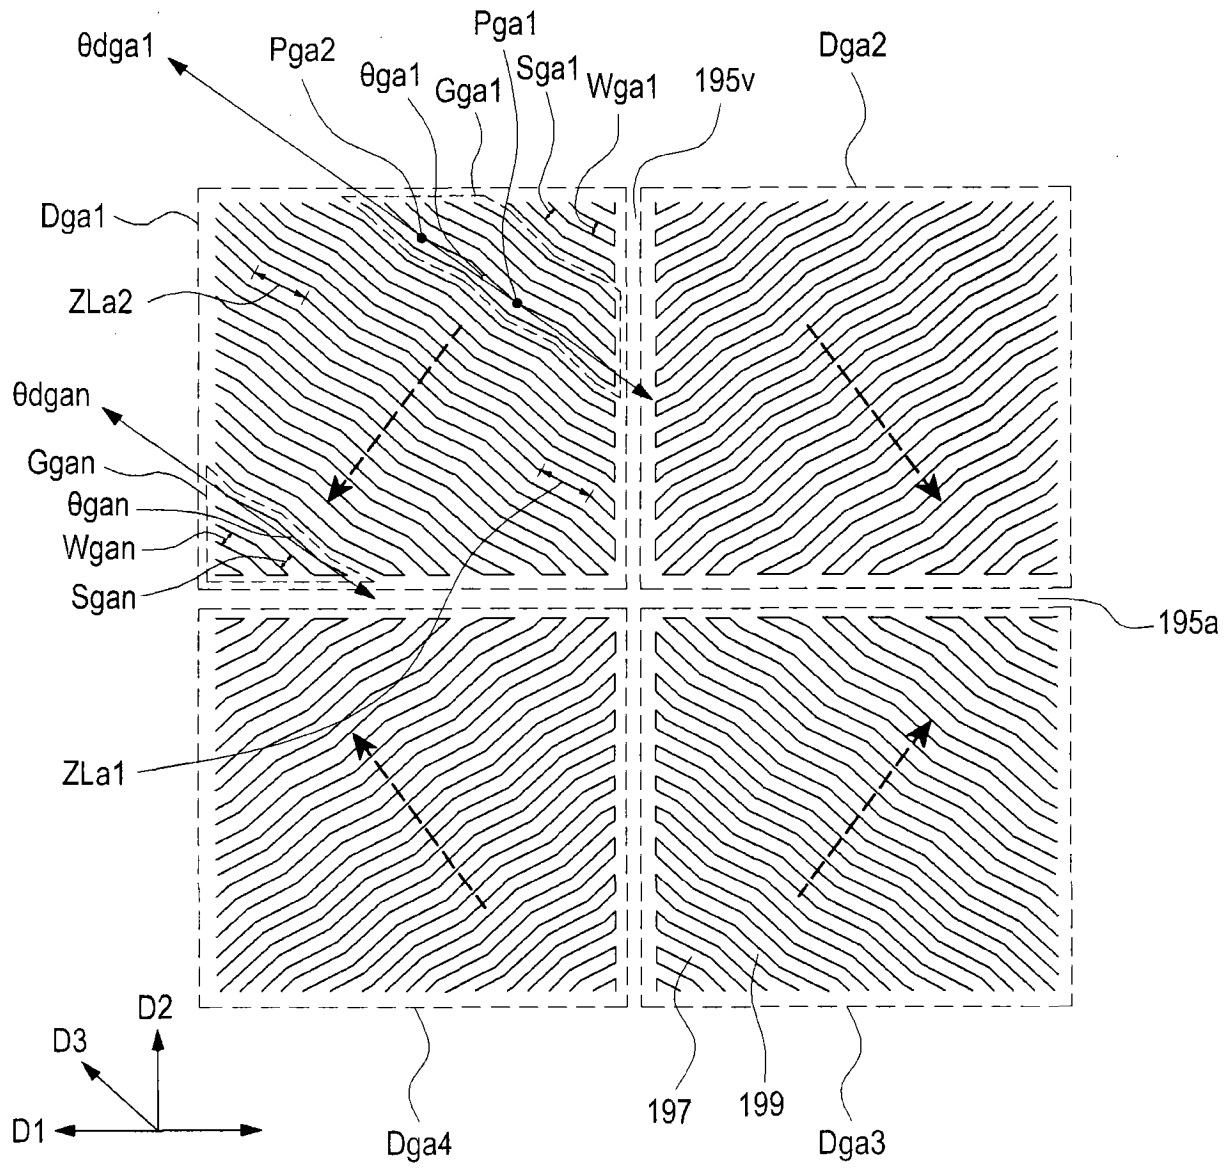 θdga1
Pga2
θga1
Gga1
Pga1
Sga1
Wga1
195v
Dga2
Dga1
ZLa2
θdgan
Ggan
θgan
Wgan
Sgan
195a
ZLa1
D2
D3
D1
Dga4
197
199
Dga3